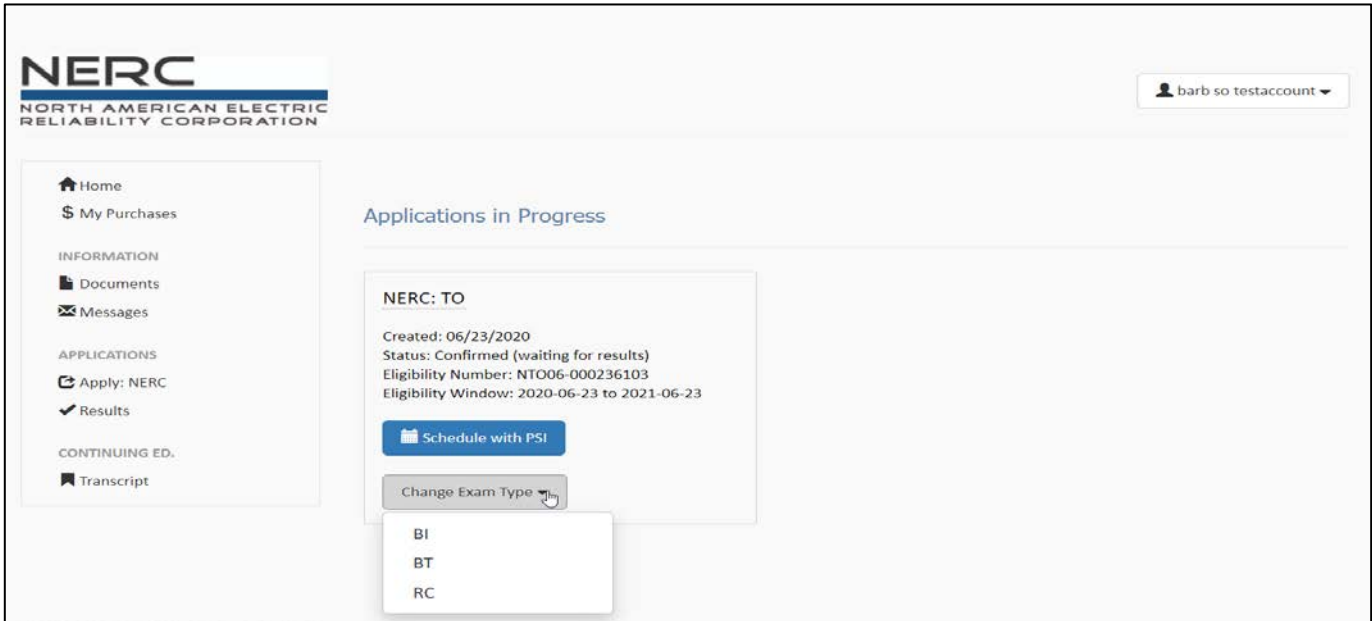 NERC
NORTH AMERICAN ELECTRIC
RELIABILITY CORPORATION
barb so testaccount
Home
$ My Purchases
INFORMATION
Documents
Messages
APPLICATIONS
Apply: NERC
Results
CONTINUING ED.
Transcript
Applications in Progress
NERC: TO
Created: 06/23/2020
Status: Confirmed (waiting for results)
Eligibility Number: NTO06-000236103
Eligibility Window: 2020-06-23 to 2021-06-23
Schedule with PSI
Change Exam Type
BI
BT
RC